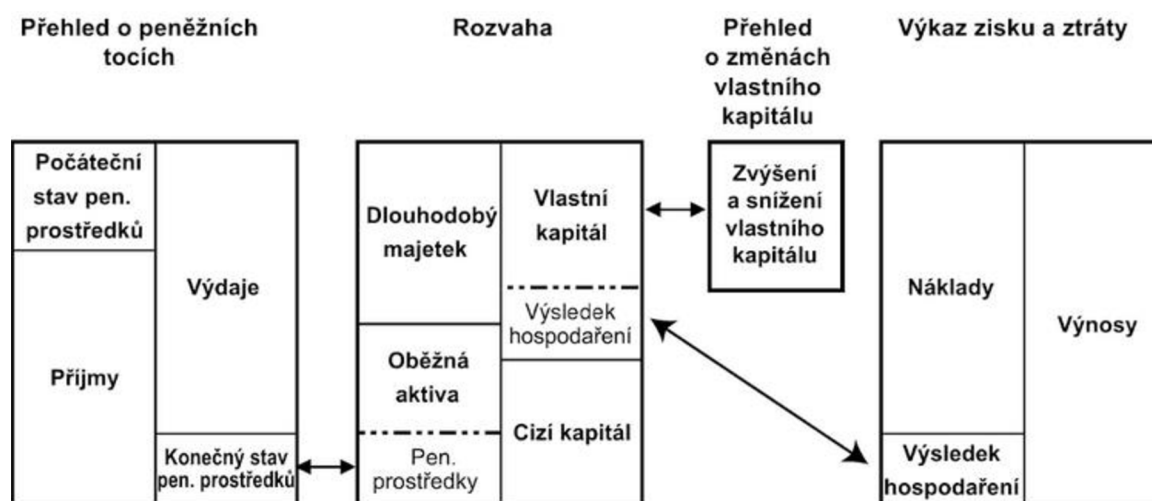 Přehled o peněžních
tocích
Rozvaha
Přehled
o změnách
vlastního
kapitálu
Výkaz zisku a ztráty
Počáteční
stav pen.
prostředků
Příjmy
Výdaje
Konečný stav
pen. prostředků
Dlouhodobý
majetek
Oběžná
aktiva
Pen.
prostředky
Vlastní
kapitál
Výsledek
hospodaření
Cizí kapitál
Zvýšení
a snížení
vlastního
kapitálu
Náklady
Výsledek
hospodaření
Výnosy